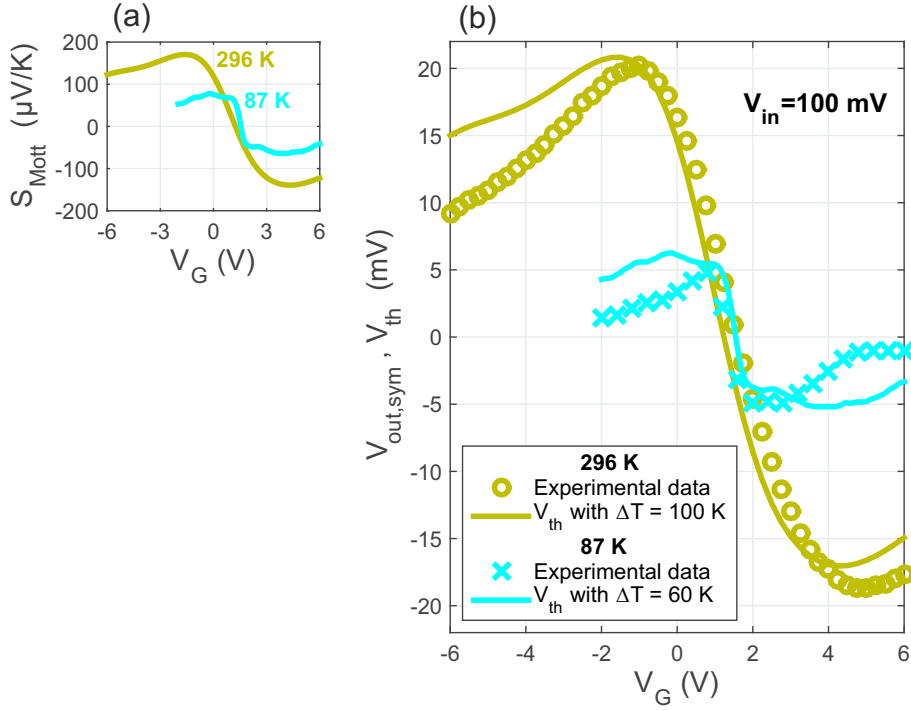 (a)
200
100
0
-100
-200
S_Mott (μV/K)
296 K
87 K
-6
-3
0
3
6
V_G (V)
(b)
20
15
10
5
0
-5
-10
-15
-20
V_out,sym , V_th (mV)
V_in=100 mV
296 K
Experimental data
V_th with ΔT = 100 K
87 K
Experimental data
V_th with ΔT = 60 K
-6
-4
-2
0
2
4
6
V_G (V)